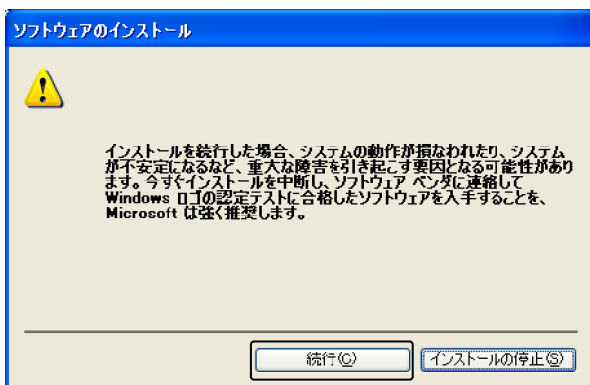 ソフトウェアのインストール
インストールを続行した場合、システムの動作が損なわれたり、システム
が不安定になるなど、重大な障害を引き起こす要因となる可能性があり
ます。今すぐインストールを中断し、ソフトウェア ベンダに連絡して
Windows ロゴの認定テストに合格したソフトウェアを入手することを、
Microsoft は強く推奨します。
続行(C)
インストールの停止(S)